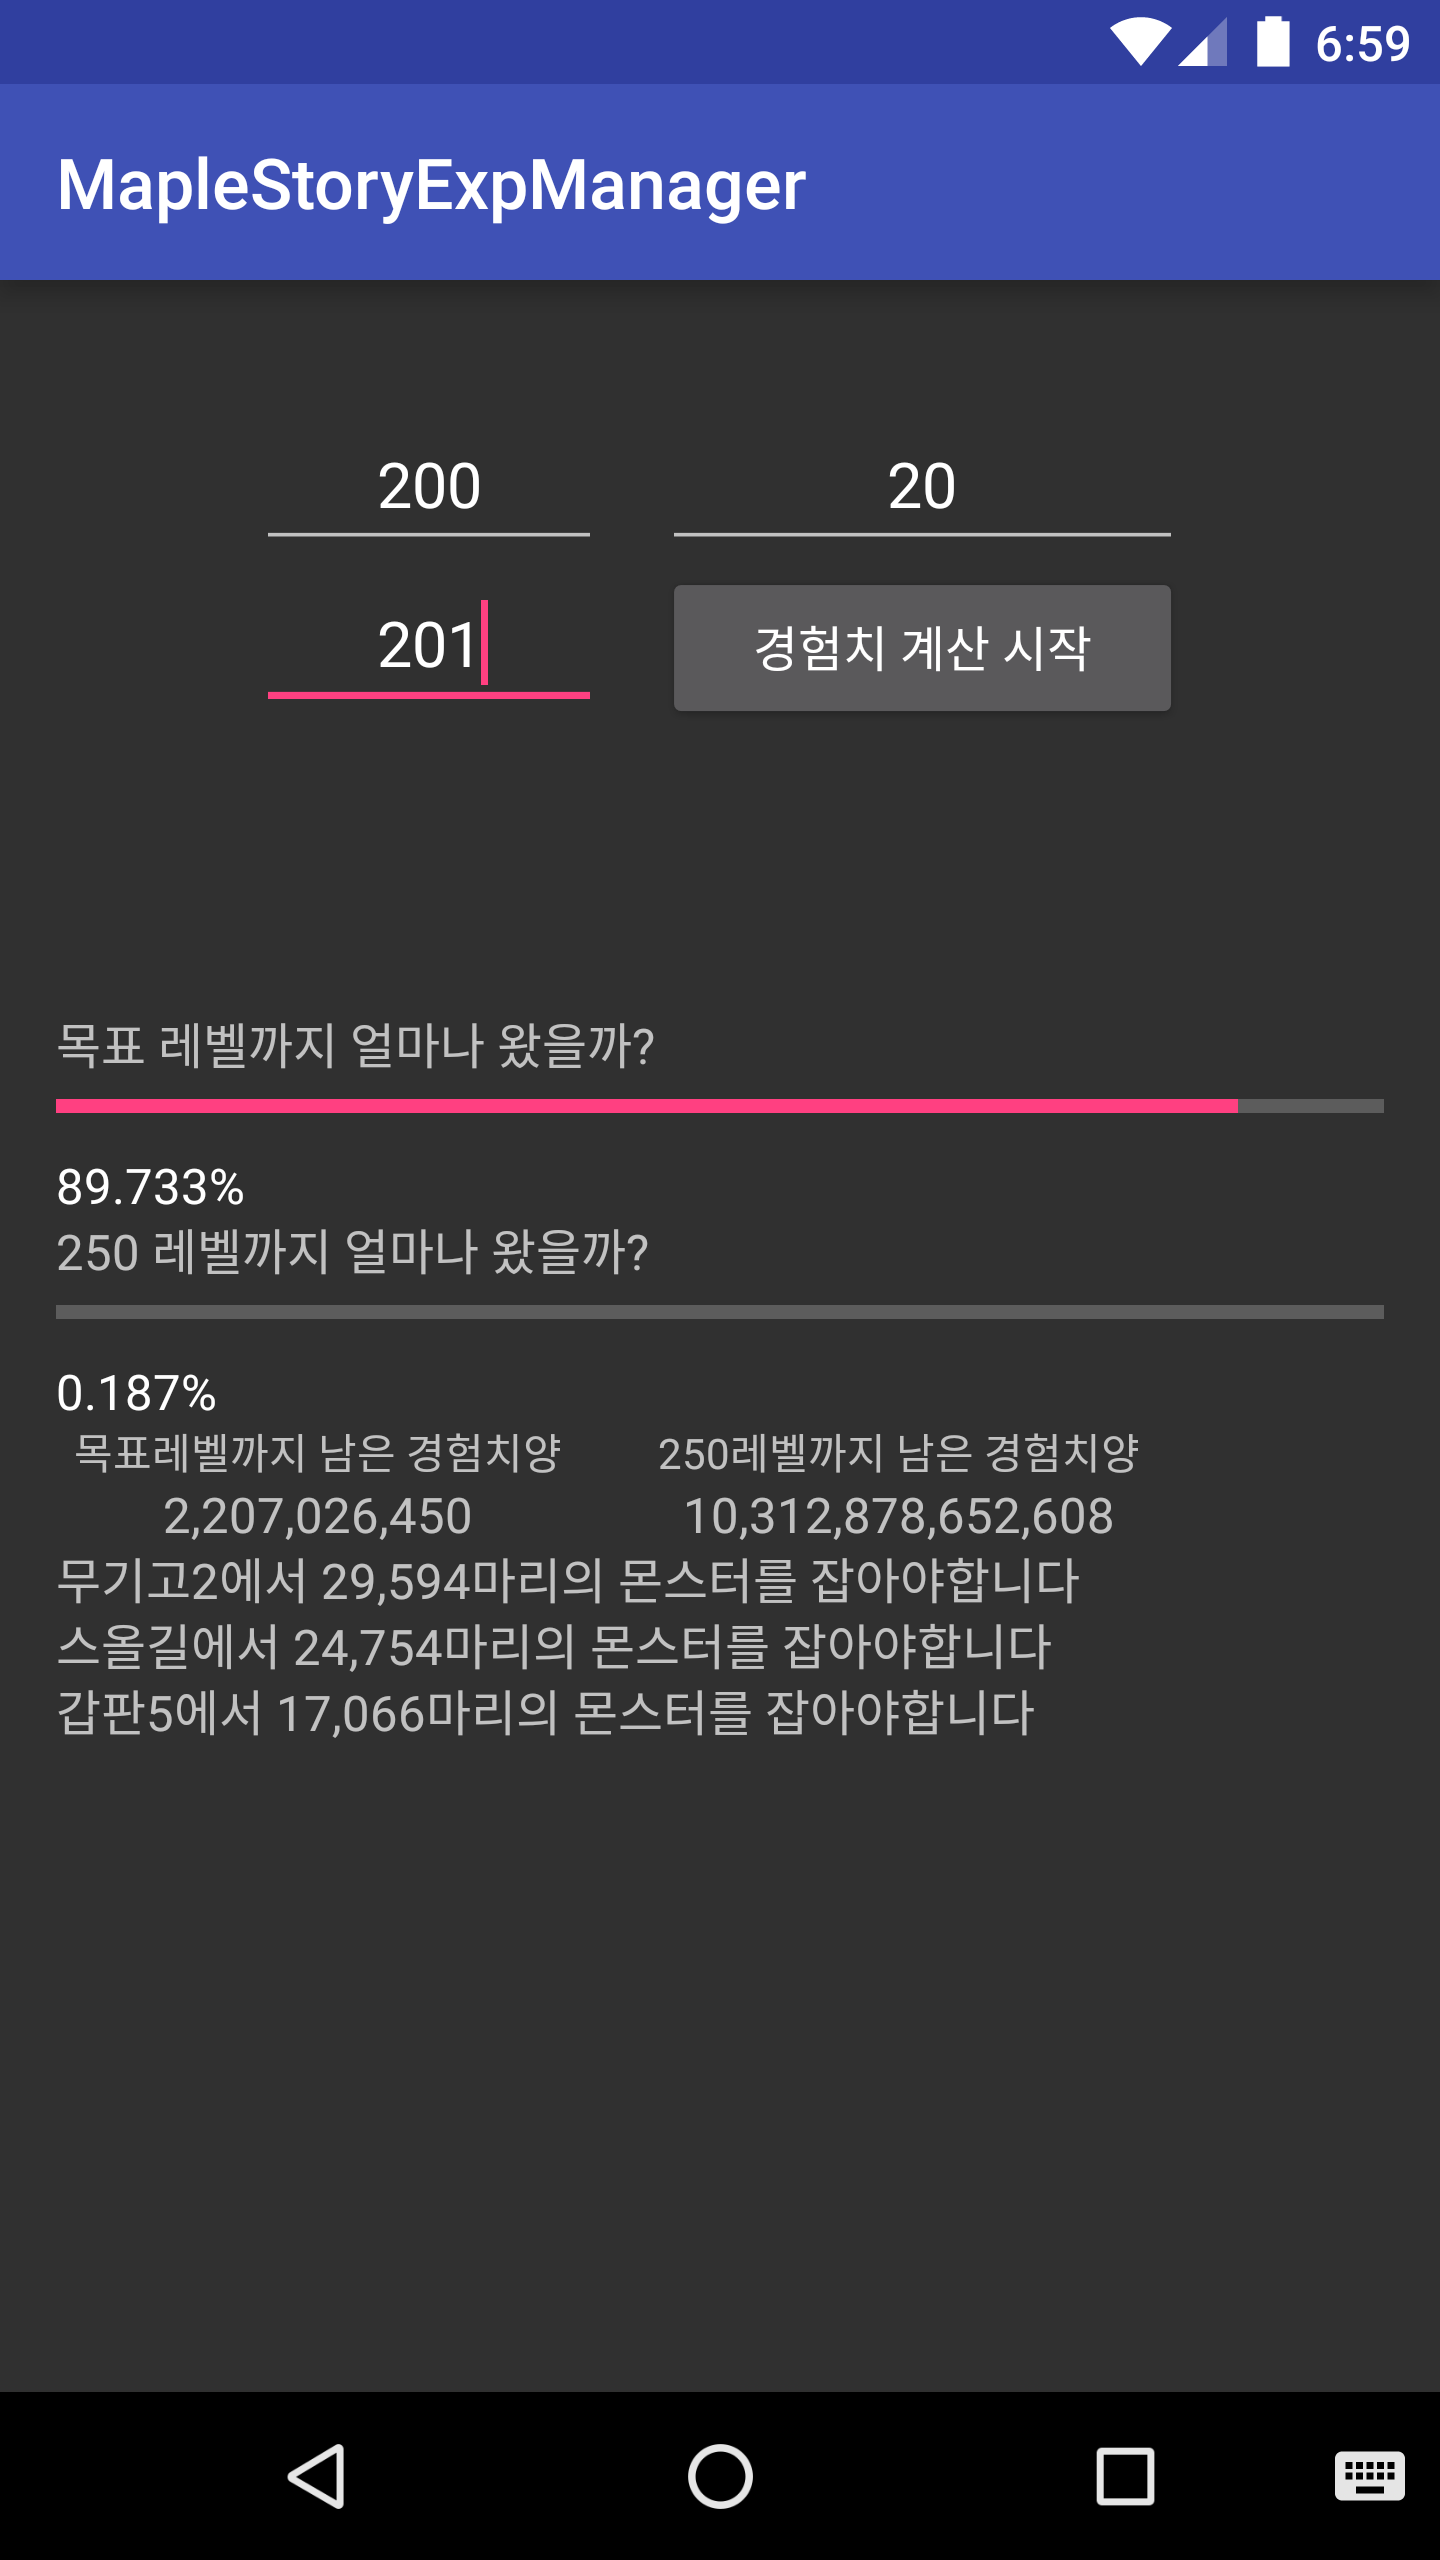 6:59
MapleStoryExpManager
200 20
201 경험치 계산 시작
목표 레벨까지 얼마나 왔을까?
89.733%
250 레벨까지 얼마나 왔을까?
0.187%
목표레벨까지 남은 경험치양 250레벨까지 남은 경험치양
2,207,026,450 10,312,878,652,608
무기고2에서 29,594마리의 몬스터를 잡아야합니다
스올길에서 24,754마리의 몬스터를 잡아야합니다
갑판5에서 17,066마리의 몬스터를 잡아야합니다